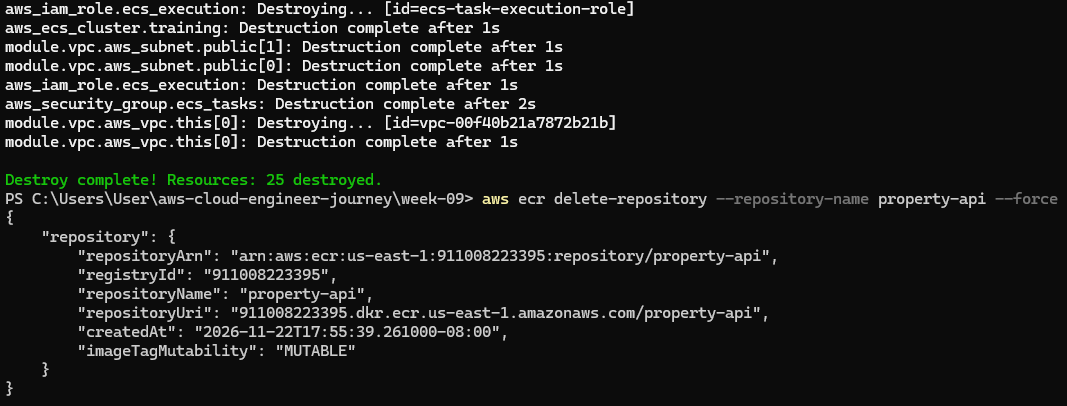 aws_iam_role.ecs_execution: Destroying... [id=ecs-task-execution-role]
aws_ecs_cluster.training: Destruction complete after 1s
module.vpc.aws_subnet.public[1]: Destruction complete after 1s
module.vpc.aws_subnet.public[0]: Destruction complete after 1s
aws_iam_role.ecs_execution: Destruction complete after 1s
aws_security_group.ecs_tasks: Destruction complete after 2s
module.vpc.aws_vpc.this[0]: Destroying... [id=vpc-00f40b21a7872b21b]
module.vpc.aws_vpc.this[0]: Destruction complete after 1s
Destroy complete! Resources: 25 destroyed.
PS C:\Users\User\aws-cloud-engineer-journey\week-09> aws ecr delete-repository --repository-name property-api --force
{
    "repository": {
        "repositoryArn": "arn:aws:ecr:us-east-1:911008223395:repository/property-api",
        "registryId": "911008223395",
        "repositoryName": "property-api",
        "repositoryUri": "911008223395.dkr.ecr.us-east-1.amazonaws.com/property-api",
        "createdAt": "2026-11-22T17:55:39.261000-08:00",
        "imageTagMutability": "MUTABLE"
    }
}